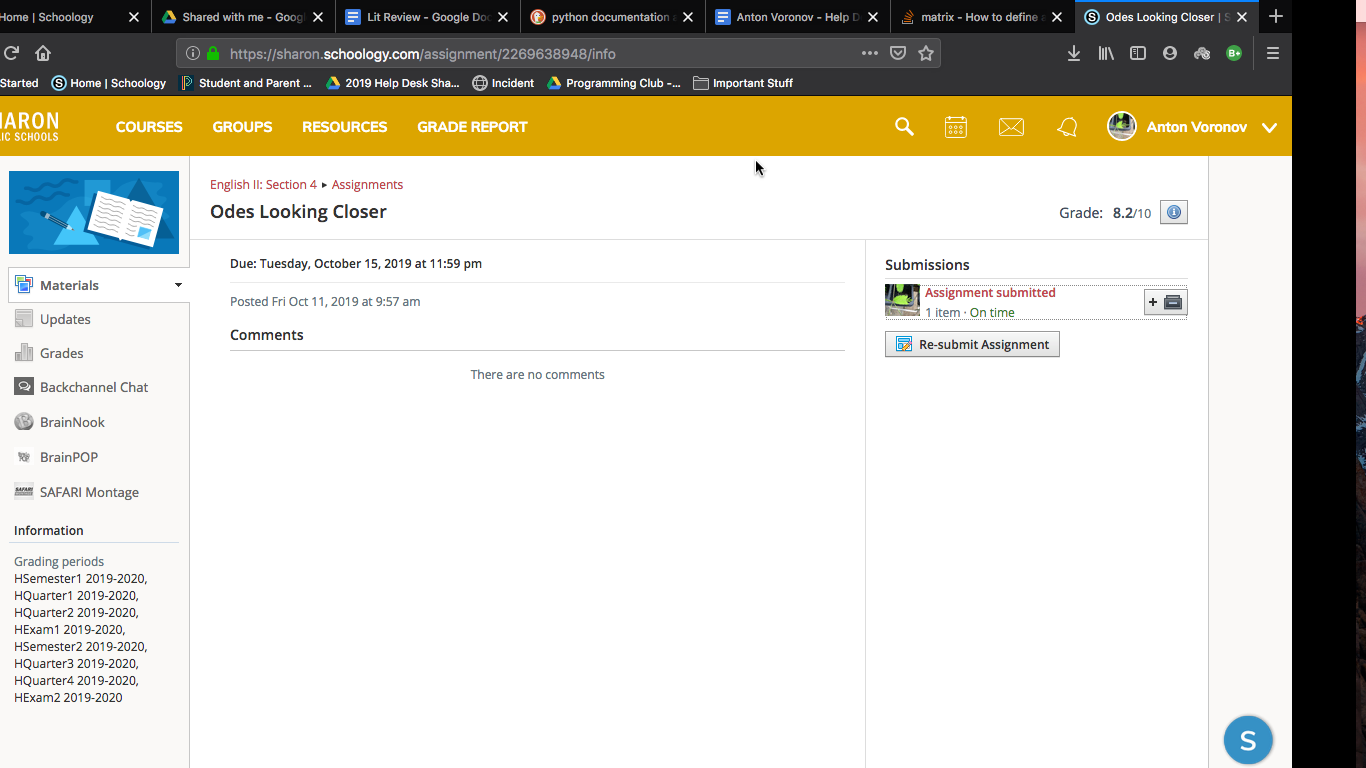 Home | Schoology
Shared with me - Goog
Lit Review - Google Doc
python documentation
Anton Voronov - Help D
matrix - How to define a
Odes Looking Closer | S
https://sharon.schoology.com/assignment/2269638948/info
B+
Started
Home | Schoology
Student and Parent ...
2019 Help Desk Sha...
Incident
Programming Club -...
Important Stuff
HARON
LIC SCHOOLS
COURSES
GROUPS
RESOURCES
GRADE REPORT
Anton Voronov
English II: Section 4 ▸ Assignments
Odes Looking Closer
Grade: 8.2/10
Materials
Updates
Grades
Backchannel Chat
BrainNook
BrainPOP
SAFARI Montage
Information
Grading periods
HSemester1 2019-2020,
HQuarter1 2019-2020,
HQuarter2 2019-2020,
HExam1 2019-2020,
HSemester2 2019-2020,
HQuarter3 2019-2020,
HQuarter4 2019-2020,
HExam2 2019-2020
Due: Tuesday, October 15, 2019 at 11:59 pm
Posted Fri Oct 11, 2019 at 9:57 am
Comments
There are no comments
Submissions
Assignment submitted
1 item · On time
Re-submit Assignment
S